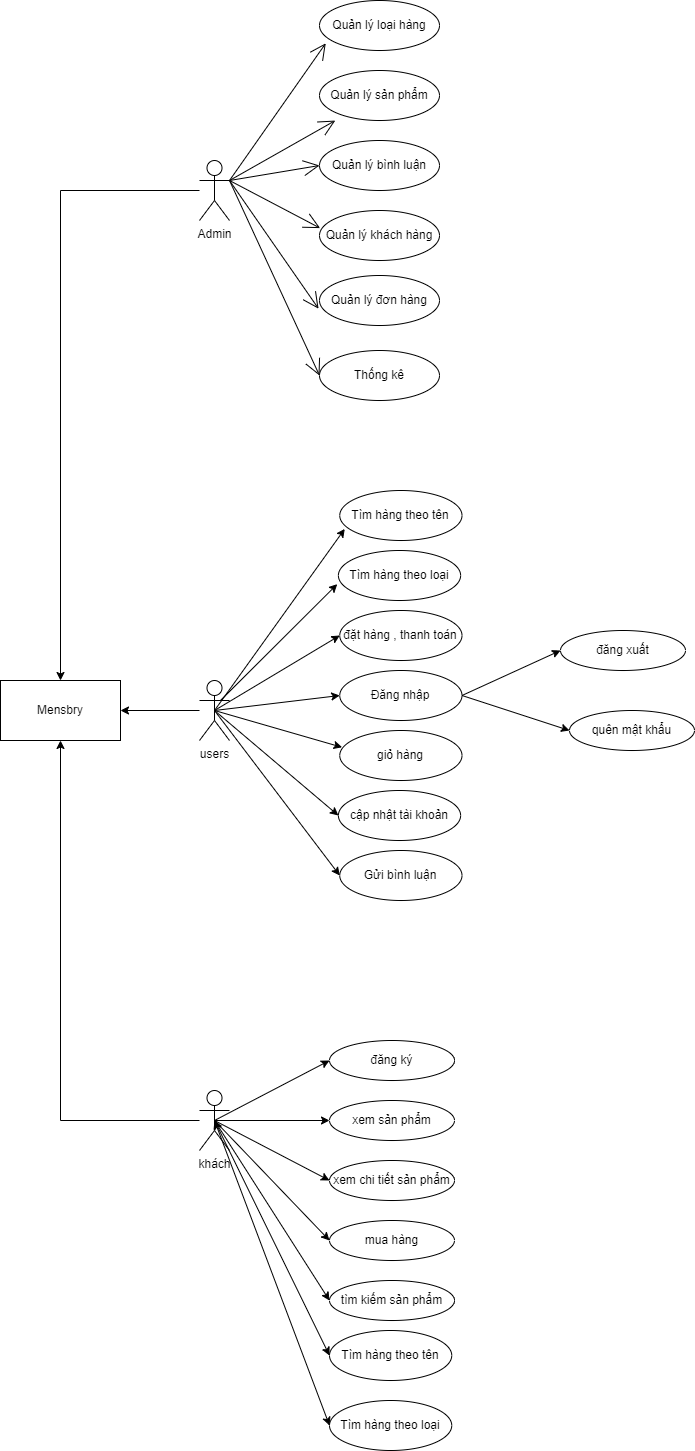 Quản lý loại hàng
Quản lý sản phẩm
Quản lý bình luận
Admin
Quản lý khách hàng
Quản lý đơn hàng
Thống kê
Tìm hàng theo tên
Tìm hàng theo loại
đặt hàng , thanh toán
đăng xuất
Đăng nhập
Mensbry
quên mật khẩu
users
giỏ hàng
cập nhật tài khoản
Gửi bình luận
đăng ký
xem sản phẩm
khách
xem chi tiết sản phẩm
mua hàng
tìm kiếm sản phẩm
Tìm hàng theo tên
Tìm hàng theo loại